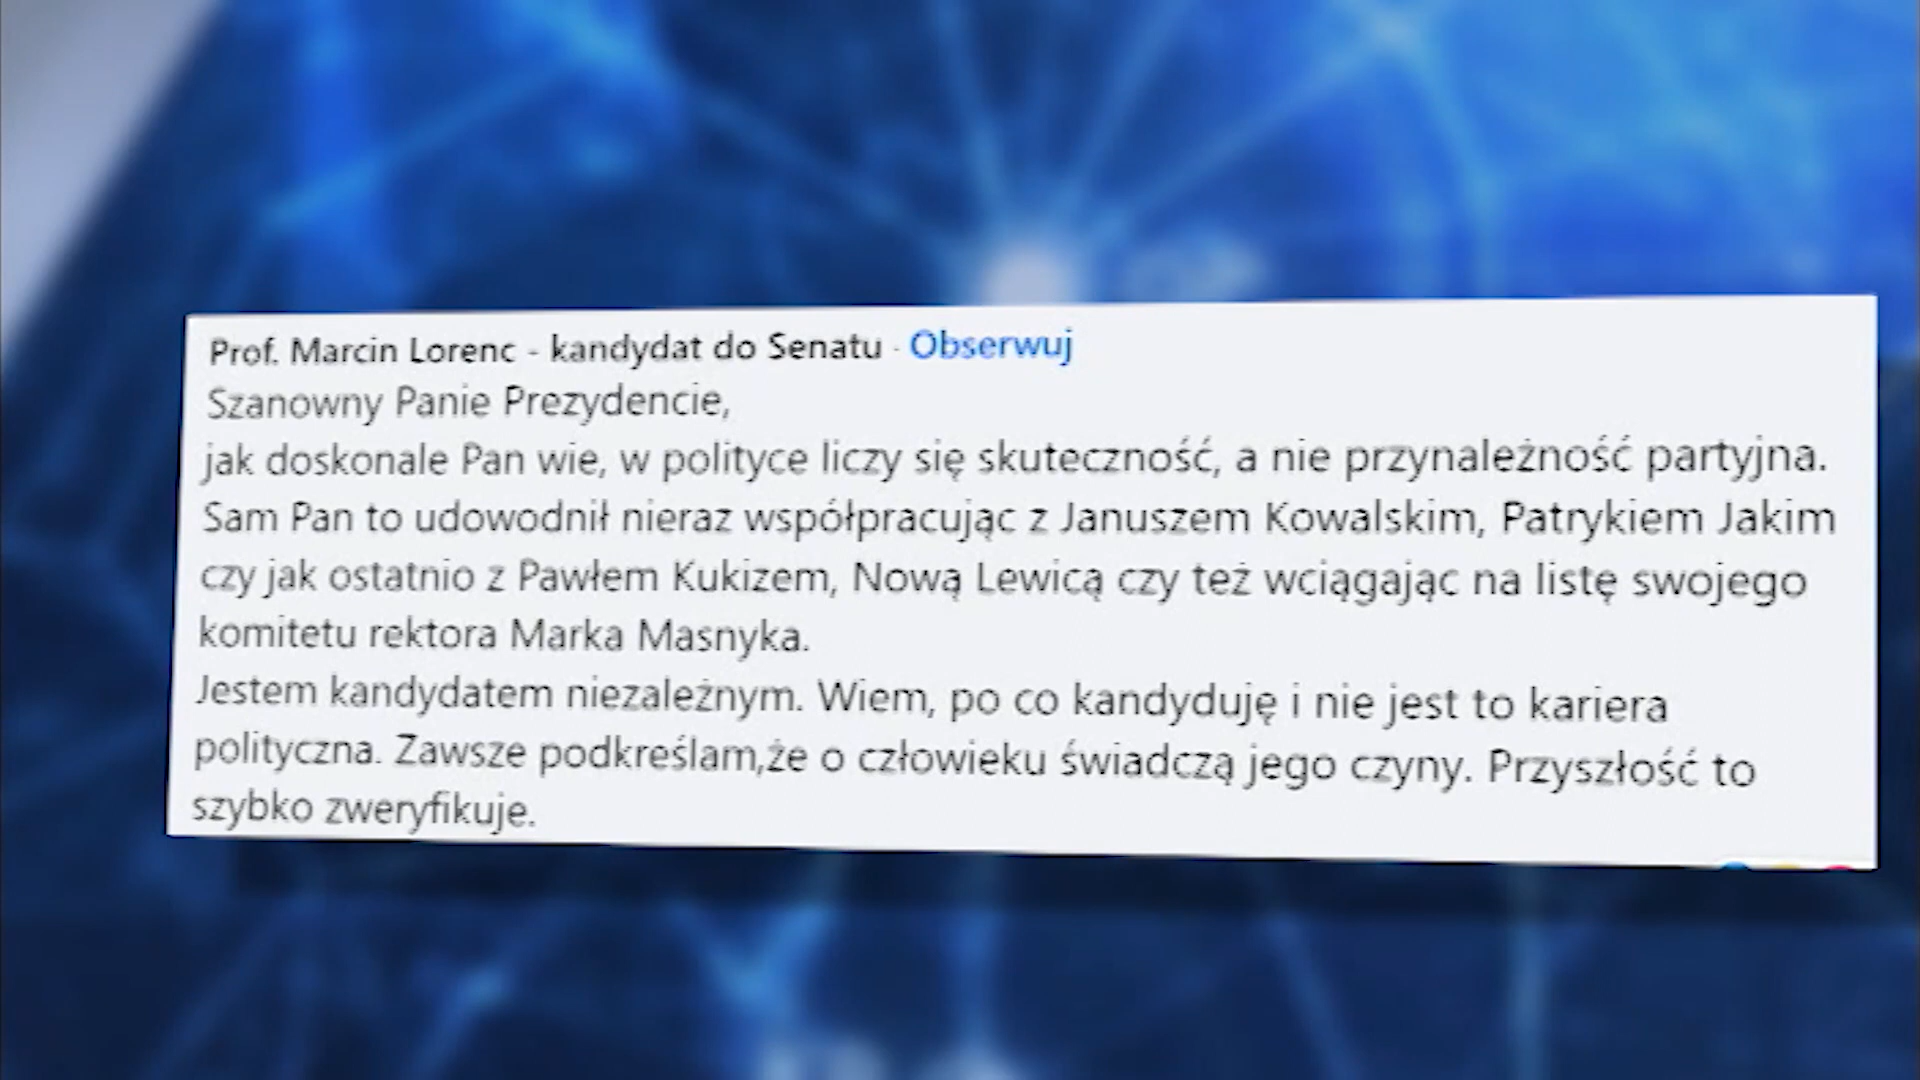 Prof. Marcin Lorenc - kandydat do Senatu · Obserwuj
Szanowny Panie Prezydencie,
jak doskonale Pan wie, w polityce liczy się skuteczność, a nie przynależność partyjna.
Sam Pan to udowodnił nieraz współpracując z Januszem Kowalskim, Patrykiem Jakim
czy jak ostatnio z Pawłem Kukizem, Nową Lewicą czy też wciągając na listę swojego
komitetu rektora Marka Masnyka.
Jestem kandydatem niezależnym. Wiem, po co kandyduję i nie jest to kariera
polityczna. Zawsze podkreślam,że o człowieku świadczą jego czyny. Przyszłość to
szybko zweryfikuje.